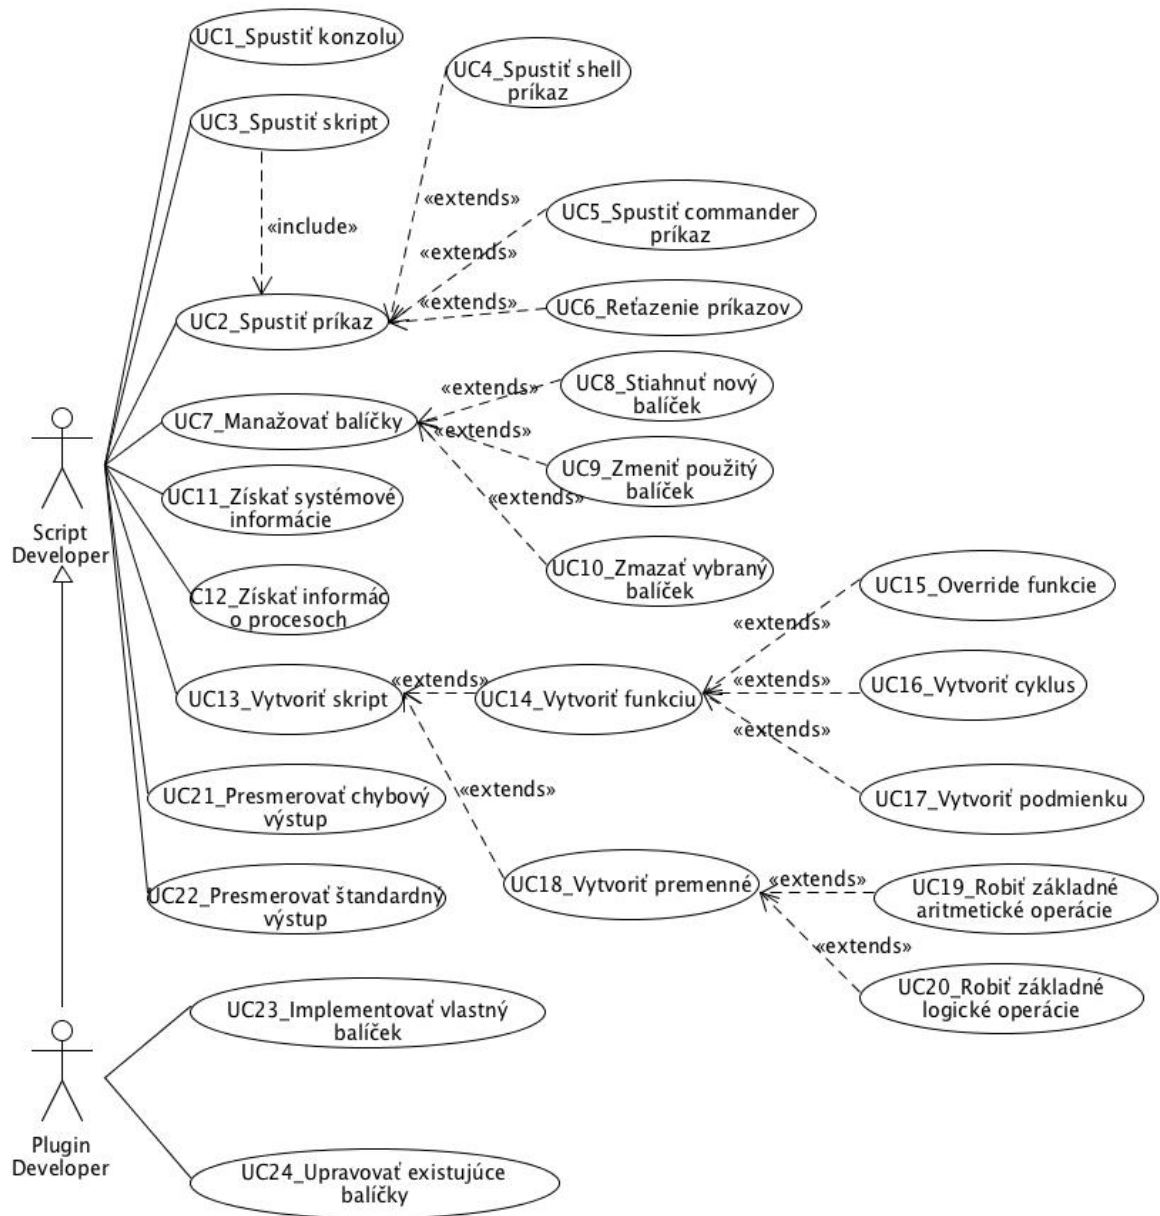 UC1_Spustiť konzolu
UC4_Spustiť shell
príkaz
UC3_Spustiť skript
«extends»
UC5_Spustiť commander
príkaz
«include»
«extends»
«extends»
UC6_Reťazenie príkazov
UC2_Spustiť príkaz
UC8_Stiahnuť nový
balíček
«extends»
UC7_Manažovať balíčky
«extends»
UC9_Zmeniť použitý
balíček
UC11_Získať systémové
informácie
«extends»
Script
Developer
UC10_Zmazať vybraný
balíček
C12_Získať informác
o procesoch
UC15_Override funkcie
«extends»
«extends»
«extends»
UC16_Vytvoriť cyklus
UC13_Vytvoriť skript
UC14_Vytvoriť funkciu
«extends»
«extends»
UC21_Presmerovať chybový
výstup
UC17_Vytvoriť podmienku
«extends»
UC18_Vytvoriť premenné
UC19_Robiť základné
aritmetické operácie
UC22_Presmerovať štandardný
výstup
«extends»
UC20_Robiť základné
logické operácie
UC23_Implementovať vlastný
balíček
Plugin
Developer
UC24_Upravovať existujúce
balíčky